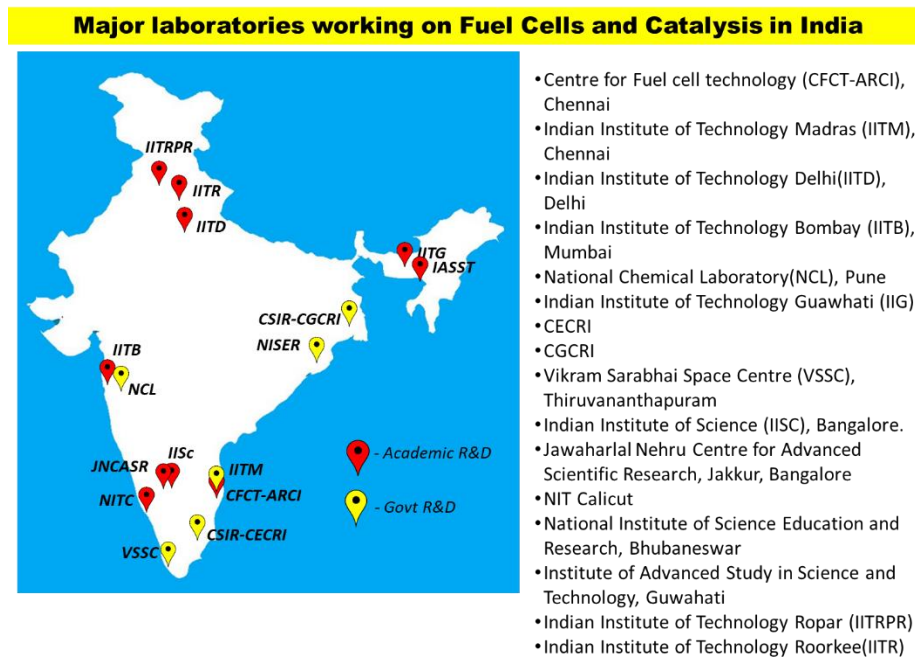 Major laboratories working on Fuel Cells and Catalysis in India
IITRPR
IITR
IITD
IITG
IASST
CSIR-CGCRI
NISER
IITB
NCL
JNCASR
IISc
IITM
NITC
CFCT-ARCI
CSIR-CECRI
VSSC
- Academic R&D
- Govt R&D
•Centre for Fuel cell technology (CFCT-ARCI),
Chennai
•Indian Institute of Technology Madras (IITM),
Chennai
•Indian Institute of Technology Delhi(IITD),
Delhi
•Indian Institute of Technology Bombay (IITB),
Mumbai
•National Chemical Laboratory(NCL), Pune
•Indian Institute of Technology Guawhati (IIG)
•CECRI
•CGCRI
•Vikram Sarabhai Space Centre (VSSC),
Thiruvananthapuram
•Indian Institute of Science (IISC), Bangalore.
•Jawaharlal Nehru Centre for Advanced
Scientific Research, Jakkur, Bangalore
•NIT Calicut
•National Institute of Science Education and
Research, Bhubaneswar
•Institute of Advanced Study in Science and
Technology, Guwahati
•Indian Institute of Technology Ropar (IITRPR)
•Indian Institute of Technology Roorkee(IITR)